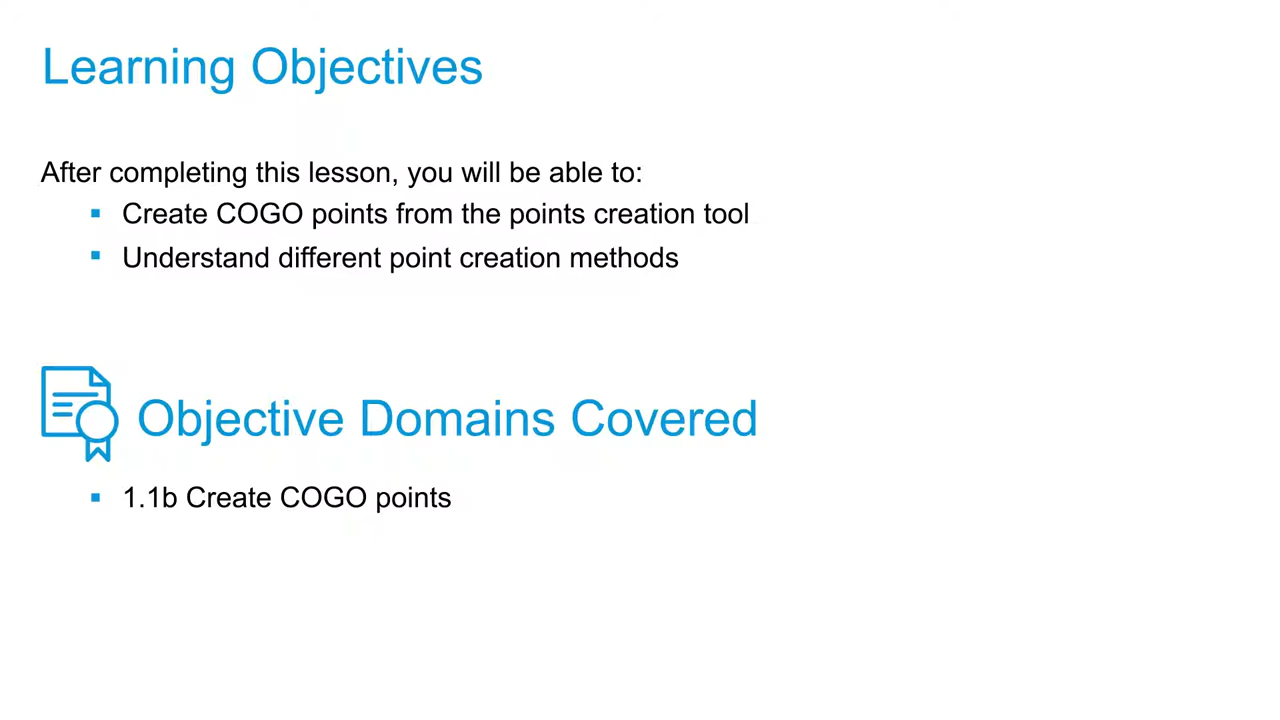 Learning Objectives
After completing this lesson, you will be able to:
▪ Create COGO points from the points creation tool
▪ Understand different point creation methods
Objective Domains Covered
▪ 1.1b Create COGO points